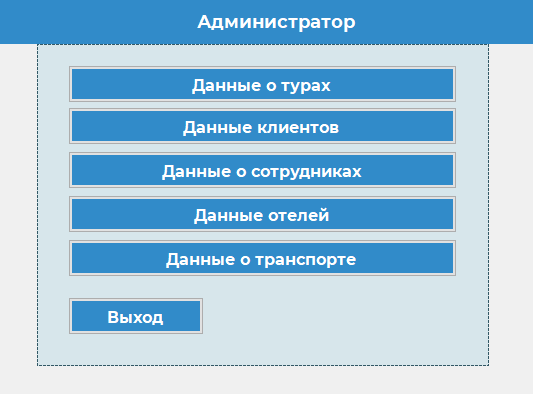 Администратор
Данные о турах
Данные клиентов
Данные о сотрудниках
Данные отелей
Данные о транспорте
Выход